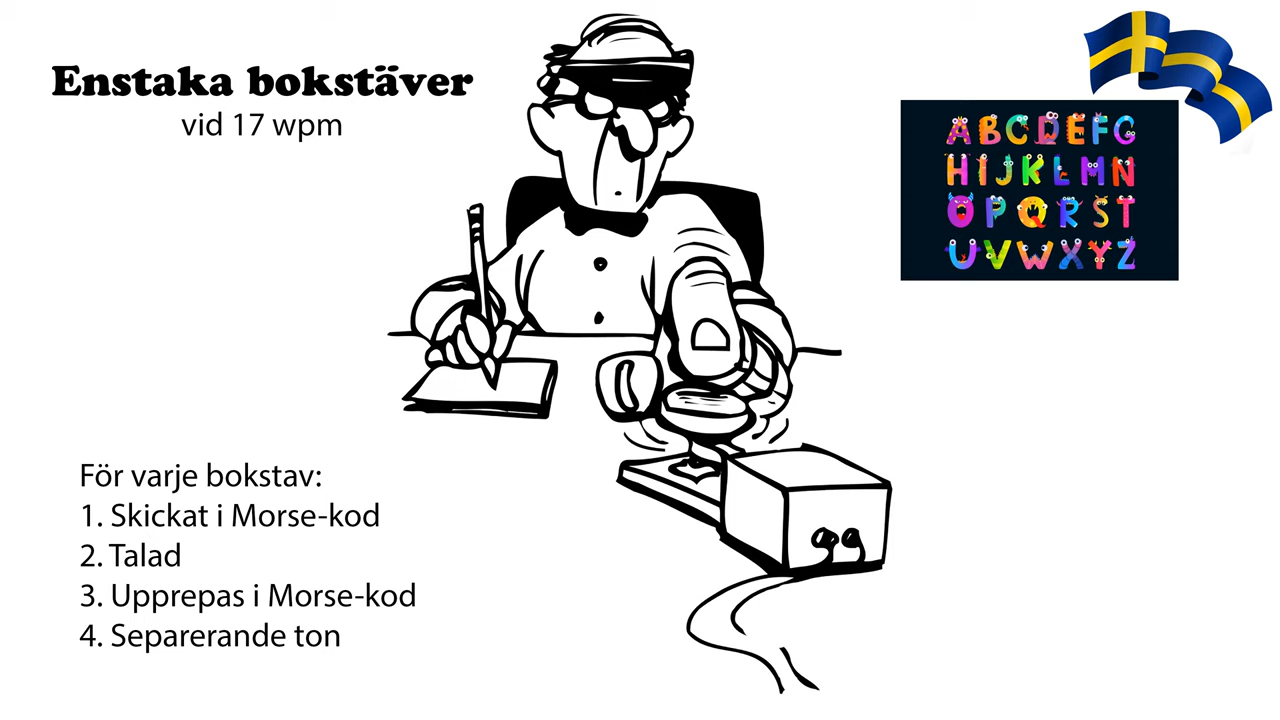 Enstaka bokstäver
vid 17 wpm
ABCDEFG
HIJKLMN
OPQRST
UVWXYZ
För varje bokstav:
1. Skickat i Morse-kod
2. Talad
3. Upprepas i Morse-kod
4. Separerande ton